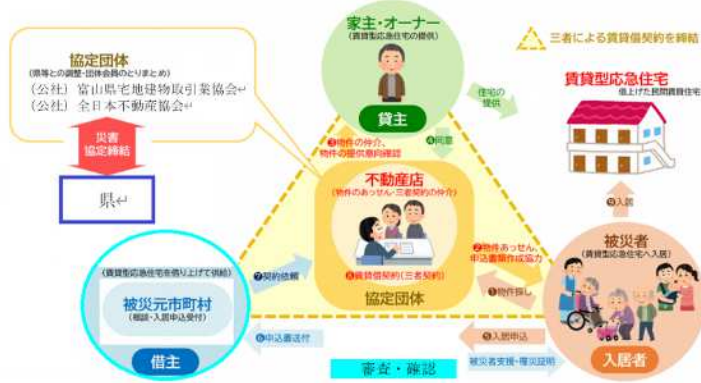 家主・オーナー
(賃貸型応急住宅の提供)
貸主
三者による賃貸借契約を締結
協定団体
(県等との調整・団体会員のとりまとめ)
(公社) 富山県宅地建物取引業協会↵
(公社) 全日本不動産協会↵
災害
協定締結
県↵
住宅の
提供
賃貸型応急住宅
借上げた民間賃貸住宅
❸物件の仲介、
物件の提供意向確認
❹同意
不動産店
(物件のあっせん・三者契約の仲介)
❽賃貸借契約(三者契約)
協定団体
❷物件あっせん、
申込書類作成協力
❶物件探し
❾入居
被災者
(賃貸型応急住宅へ入居)
入居者
(賃貸型応急住宅を借り上げて供給)
被災元市町村
(相談・入居申込受付)
借主
❼契約依頼
❻申込書送付
❺入居申込
審査・確認
被災者支援・罹災証明